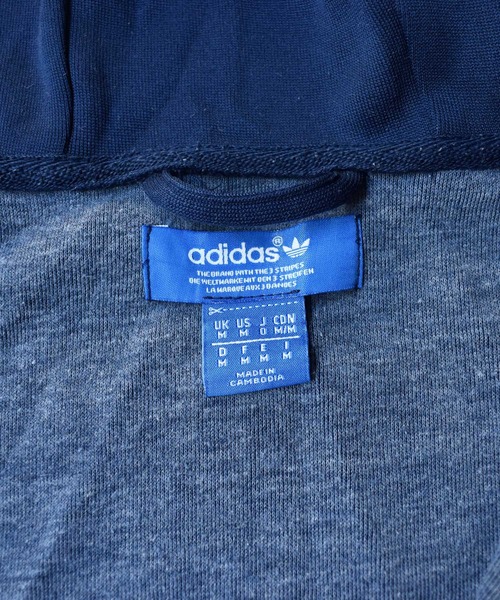 adidas®
THE BRAND WITH THE 3 STRIPES
DIE WELTMARKE MIT DEN 3 STREIFEN
LA MARQUE AUX 3 BANDES
UK US J CDN
M M O M/M
D F E I
M M M M
MADE IN
CAMBODIA